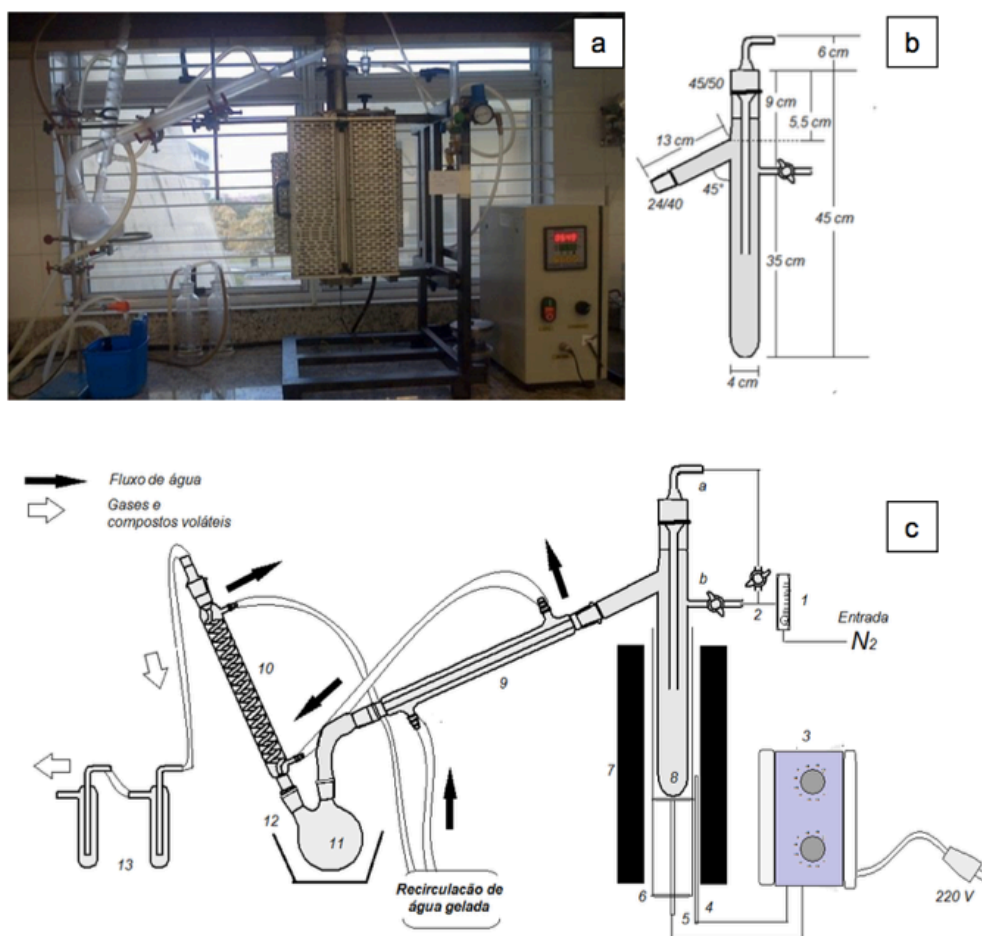 a
b
6 cm
45/50
9 cm
5,5 cm
13 cm
45°
24/40
45 cm
35 cm
4 cm
Fluxo de água
Gases e
compostos voláteis
c
a
b
1
2
Entrada
N2
10
9
3
7
8
12
11
13
6
5
4
Recirculação de
água gelada
220 V